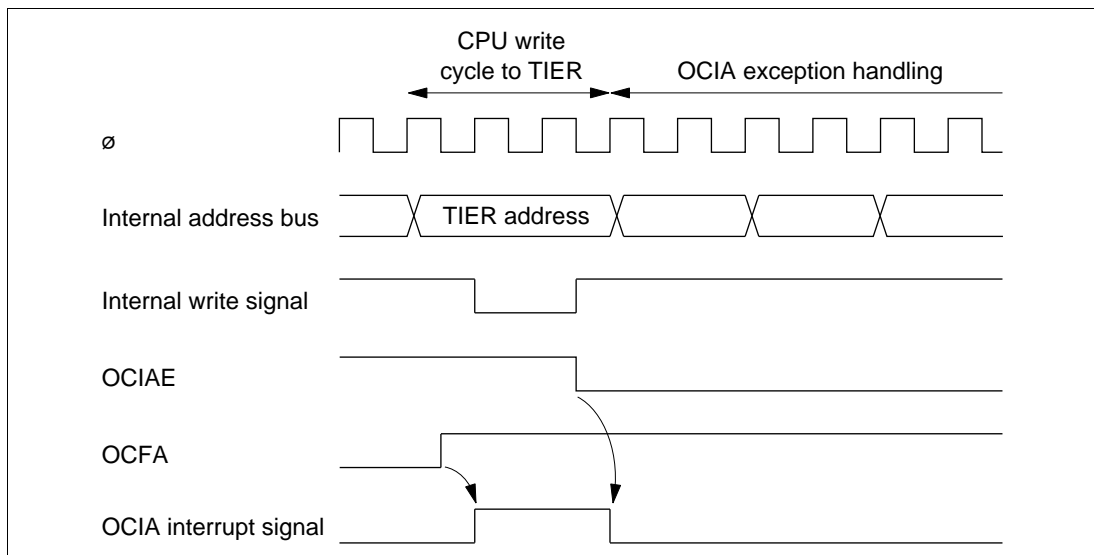 CPU write
cycle to TIER
OCIA exception handling
ø
Internal address bus
TIER address
Internal write signal
OCIAE
OCFA
OCIA interrupt signal